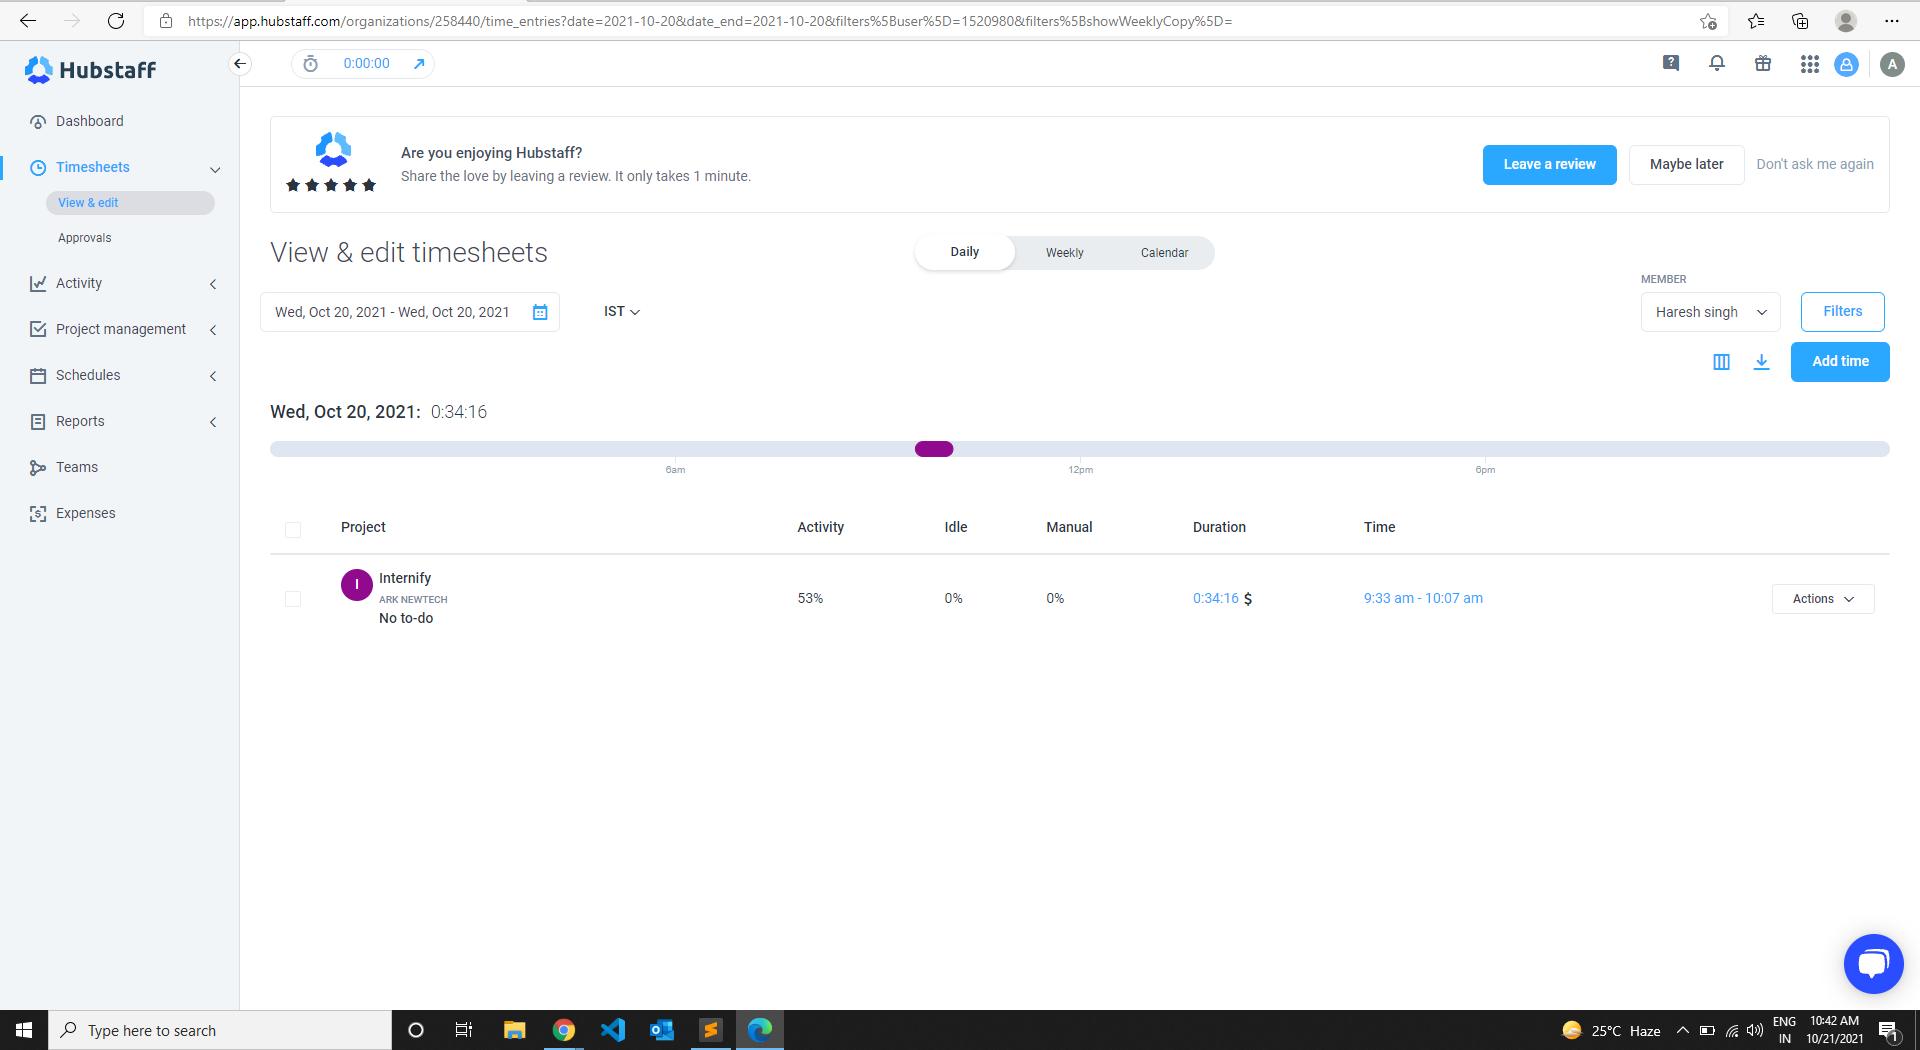 https://app.hubstaff.com/organizations/258440/time_entries?date=2021-10-20&date_end=2021-10-20&filters%5Buser%5D=1520980&filters%5BshowWeeklyCopy%5D=
Hubstaff
0:00:00
?
A
Dashboard
Timesheets
View & edit
Approvals
Activity
Project management
Schedules
Reports
Teams
Expenses
Are you enjoying Hubstaff?
Share the love by leaving a review. It only takes 1 minute.
Leave a review
Maybe later
Don't ask me again
View & edit timesheets
Daily
Weekly
Calendar
MEMBER
Wed, Oct 20, 2021 - Wed, Oct 20, 2021
IST
Haresh singh
Filters
Add time
Wed, Oct 20, 2021: 0:34:16
6am
12pm
6pm
Project
Activity
Idle
Manual
Duration
Time
I
Internify
ARK NEWTECH
No to-do
53%
0%
0%
0:34:16 $
9:33 am - 10:07 am
Actions
Type here to search
25°C Haze
ENG
IN
10:42 AM
10/21/2021
1